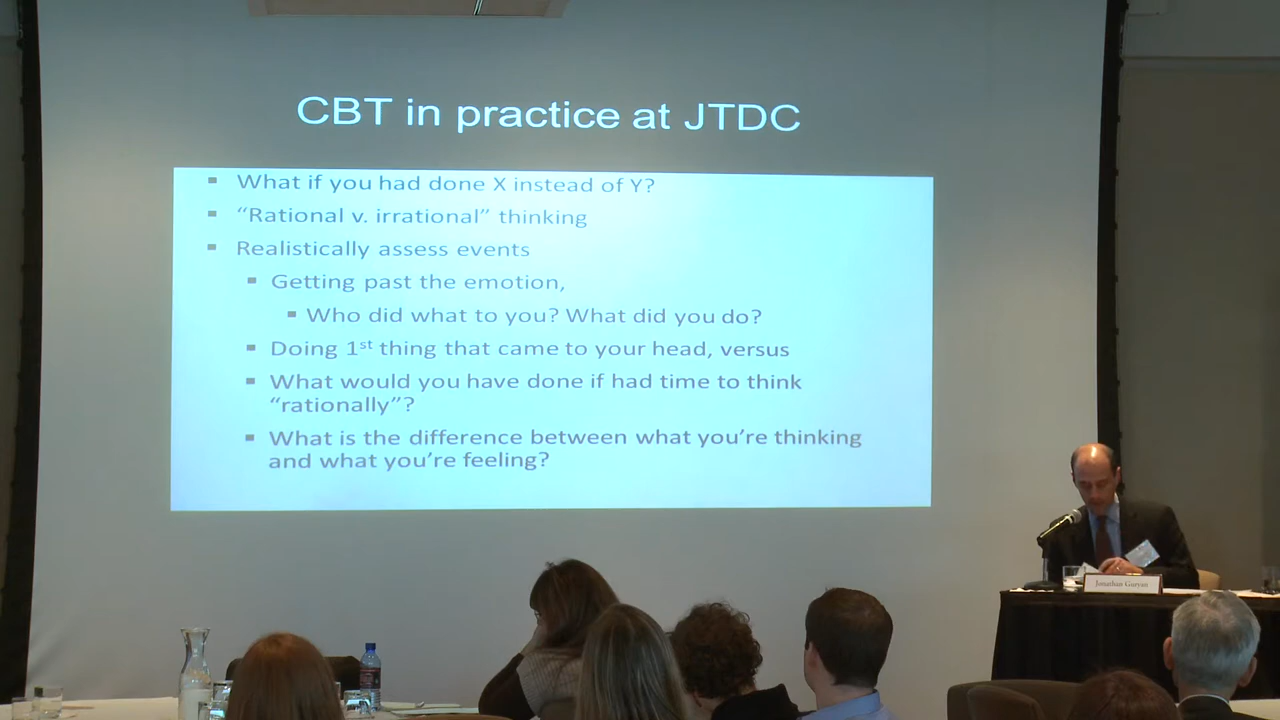 CBT in practice at JTDC
▪ What if you had done X instead of Y?
▪ “Rational v. irrational” thinking
▪ Realistically assess events
▪ Getting past the emotion,
▪ Who did what to you? What did you do?
▪ Doing 1st thing that came to your head, versus
▪ What would you have done if had time to think
“rationally”?
▪ What is the difference between what you’re thinking
and what you’re feeling?
Jonathan Guryan